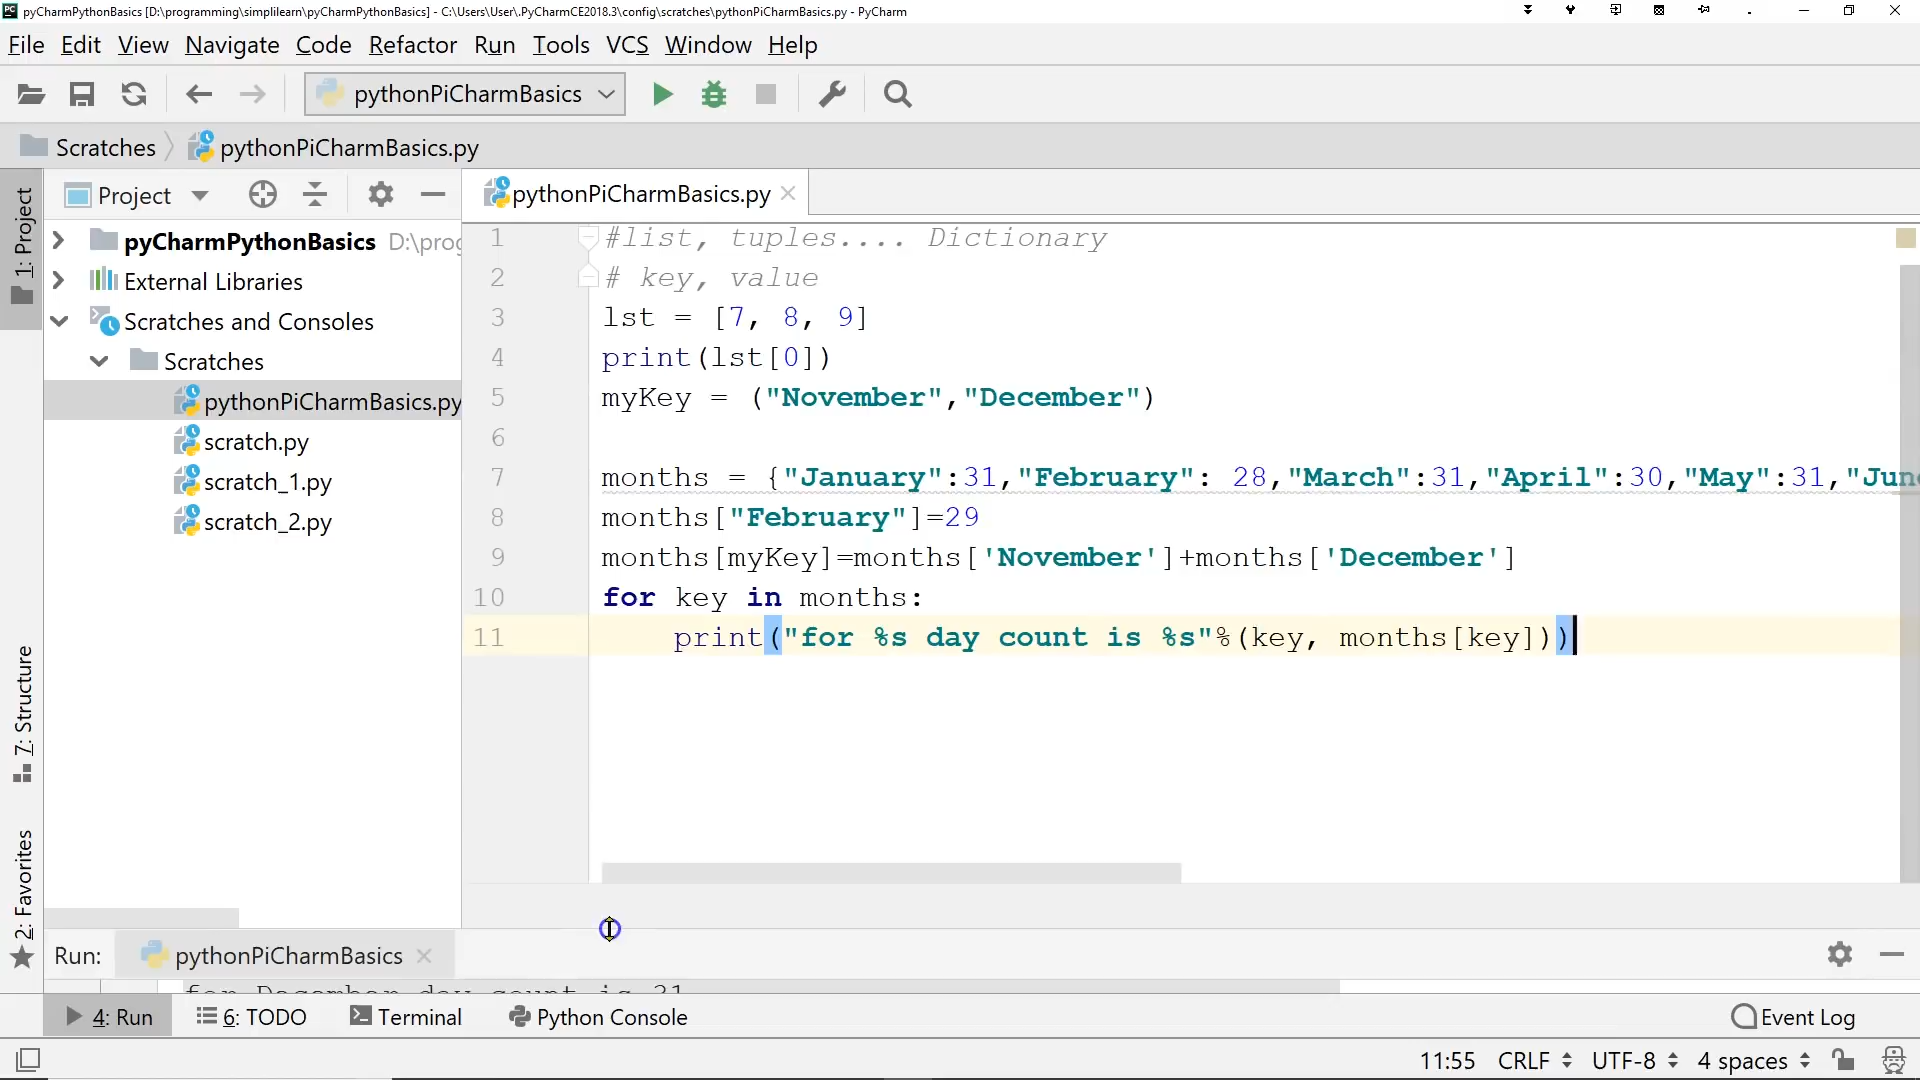 pyCharmPythonBasics [D:\programming\simplilearn\pyCharmPythonBasics] - C:\Users\User\.PyCharmCE2018.3\config\scratches\pythonPiCharmBasics.py - PyCharm
File Edit View Navigate Code Refactor Run Tools VCS Window Help
pythonPiCharmBasics
Scratches pythonPiCharmBasics.py
1: Project
Project
pyCharmPythonBasics D:\prog
External Libraries
Scratches and Consoles
Scratches
pythonPiCharmBasics.py
scratch.py
scratch_1.py
scratch_2.py
7: Structure
2: Favorites
pythonPiCharmBasics.py
1 #list, tuples.... Dictionary
2 # key, value
3 lst = [7, 8, 9]
4 print(lst[0])
5 myKey = ("November","December")
6
7 months = {"January":31,"February": 28,"March":31,"April":30,"May":31,"June
8 months["February"]=29
9 months[myKey]=months['November']+months['December']
10 for key in months:
11 print("for %s day count is %s"%(key, months[key]))
Run: pythonPiCharmBasics
for December day count is 31
4: Run 6: TODO Terminal Python Console Event Log
11:55 CRLF UTF-8 4 spaces